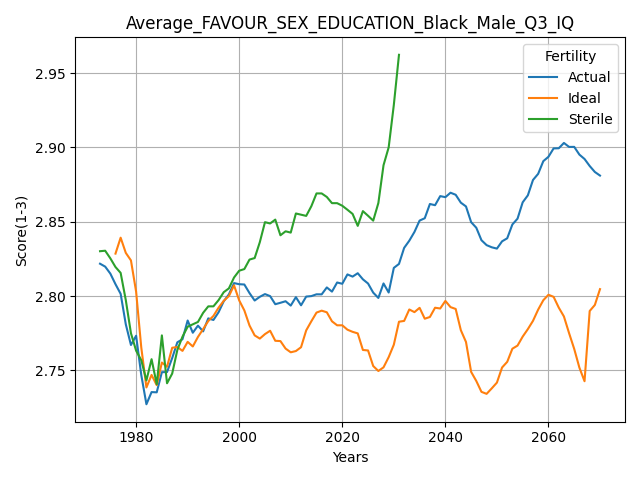 Average_FAVOUR_SEX_EDUCATION_Black_Male_Q3_IQ
Fertility
Actual
Ideal
Sterile
Score(1-3)
2.95
2.90
2.85
2.80
2.75
1980 2000 2020 2040 2060
Years